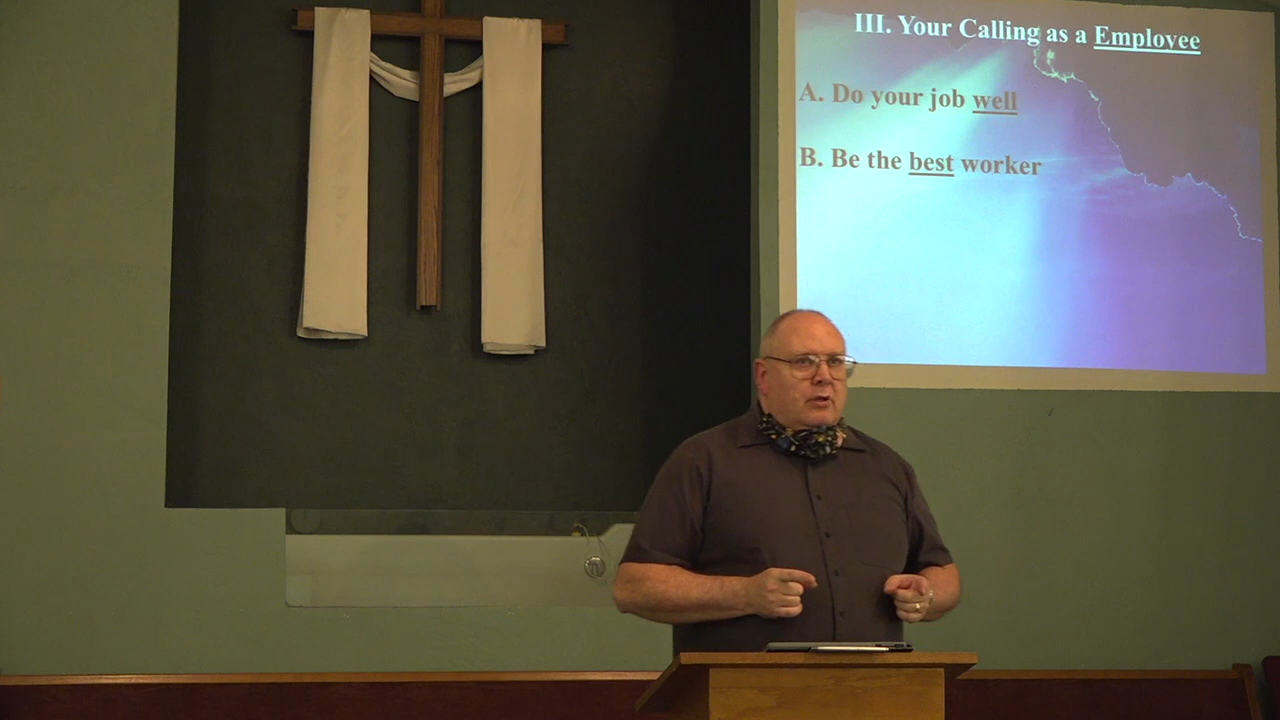 III. Your Calling as a Employee
A. Do your job well
B. Be the best worker